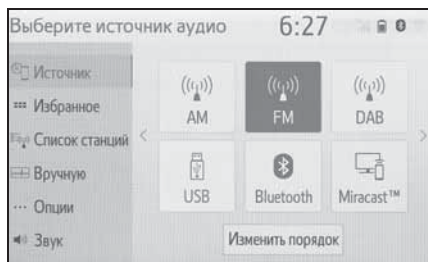 Выберите источник аудио 6:27
Источник
Избранное
Список станций
Вручную
Опции
Звук
AM FM DAB
USB Bluetooth Miracast™
Изменить порядок